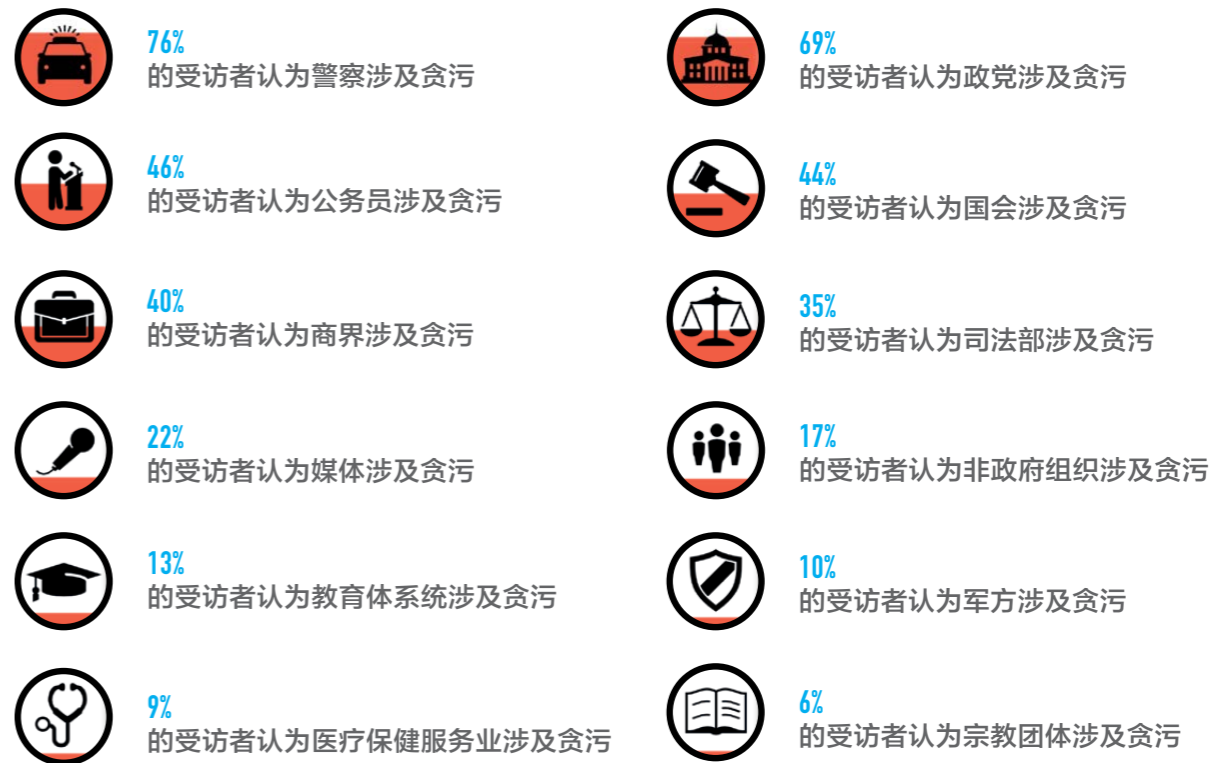 76%
的受访者认为警察涉及贪污
69%
的受访者认为政党涉及贪污
46%
的受访者认为公务员涉及贪污
44%
的受访者认为国会涉及贪污
40%
的受访者认为商界涉及贪污
35%
的受访者认为司法部涉及贪污
22%
的受访者认为媒体涉及贪污
17%
的受访者认为非政府组织涉及贪污
13%
的受访者认为教育体系统涉及贪污
10%
的受访者认为军方涉及贪污
9%
的受访者认为医疗保健服务业涉及贪污
6%
的受访者认为宗教团体涉及贪污